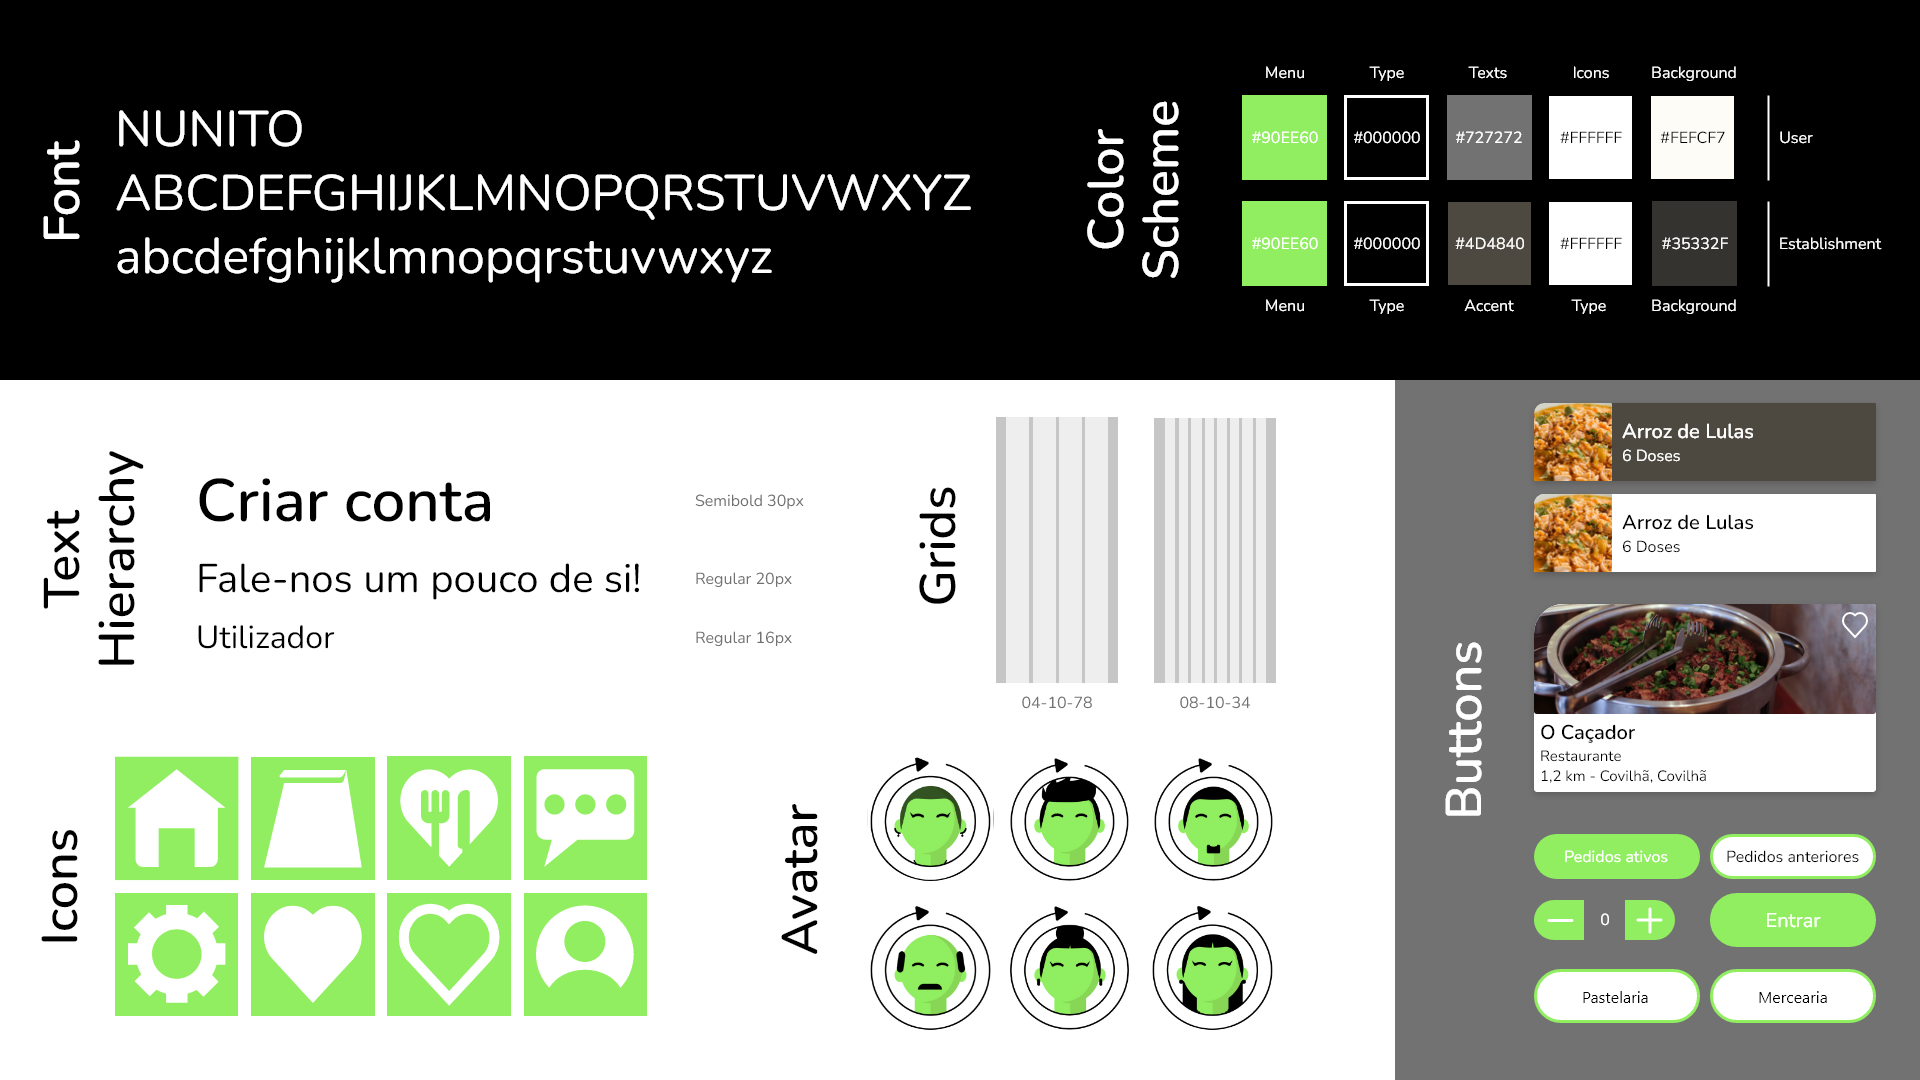 Font
NUNITO
ABCDEFGHIJKLMNOPQRSTUVWXYZ
abcdefghijklmnopqrstuvwxyz
Color
Scheme
Menu Type Texts Icons Background
#90EE60 #000000 #727272 #FFFFFF #FEFCF7 User
#90EE60 #000000 #4D4840 #FFFFFF #35332F Establishment
Menu Type Accent Type Background
Text
Hierarchy
Criar conta Semibold 30px
Fale-nos um pouco de si! Regular 20px
Utilizador Regular 16px
Grids
04-10-78 08-10-34
Icons
Avatar
Buttons
Arroz de Lulas
6 Doses
Arroz de Lulas
6 Doses
O Caçador
Restaurante
1,2 km - Covilhã, Covilhã
Pedidos ativos Pedidos anteriores
0 Entrar
Pastelaria Mercearia